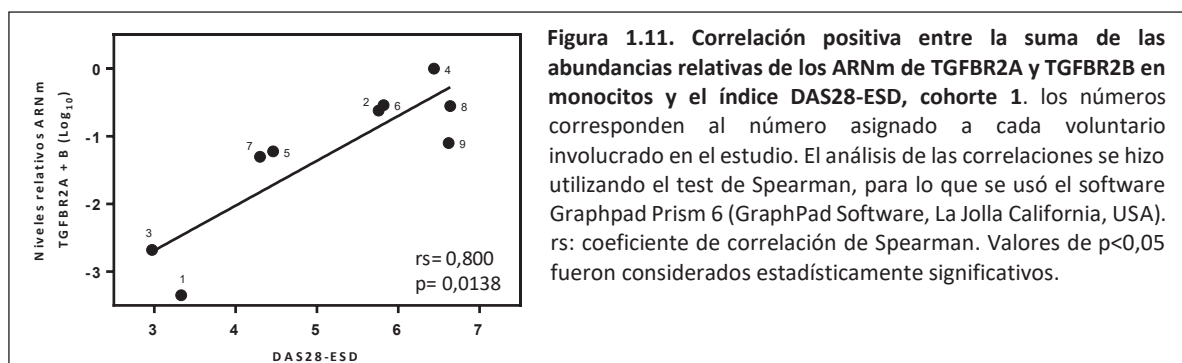 Niveles relativos ARNm
TGFBR2A + B (Log10)
0
-1
-2
-3
4
2
6
8
9
7
5
3
1
rs= 0,800
p= 0,0138
3
4
5
6
7
DAS28-ESD
Figura 1.11. Correlación positiva entre la suma de las
abundancias relativas de los ARNm de TGFBR2A y TGFBR2B en
monocitos y el índice DAS28-ESD, cohorte 1. los números
corresponden al número asignado a cada voluntario
involucrado en el estudio. El análisis de las correlaciones se hizo
utilizando el test de Spearman, para lo que se usó el software
Graphpad Prism 6 (GraphPad Software, La Jolla California, USA).
rs: coeficiente de correlación de Spearman. Valores de p<0,05
fueron considerados estadísticamente significativos.